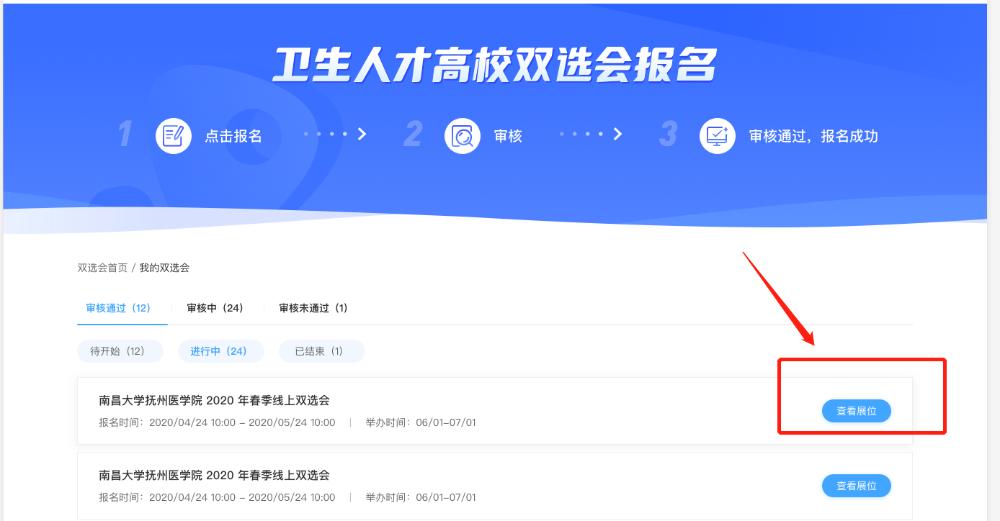 卫生人才高校双选会报名
1 点击报名 2 审核 3 审核通过，报名成功
双选会首页 / 我的双选会
审核通过（12） 审核中（24） 审核未通过（1）
待开始（12） 进行中（24） 已结束（1）
南昌大学抚州医学院 2020 年春季线上双选会
报名时间：2020/04/24 10:00 - 2020/05/24 10:00 | 举办时间：06/01-07/01
查看展位
南昌大学抚州医学院 2020 年春季线上双选会
报名时间：2020/04/24 10:00 - 2020/05/24 10:00 | 举办时间：06/01-07/01
查看展位